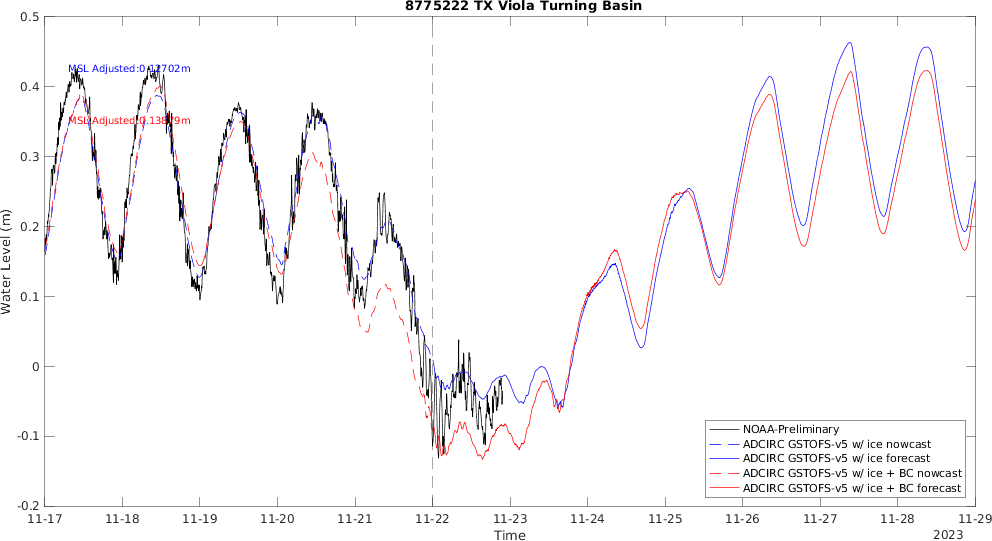 8775222 TX Viola Turning Basin
0.5
0.4
0.3
0.2
0.1
0
-0.1
-0.2
Water Level (m)
MSL Adjusted:0.12702m
MSL Adjusted:0.13879m
NOAA-Preliminary
ADCIRC GSTOFS-v5 w/ ice nowcast
ADCIRC GSTOFS-v5 w/ ice forecast
ADCIRC GSTOFS-v5 w/ ice + BC nowcast
ADCIRC GSTOFS-v5 w/ ice + BC forecast
11-17 11-18 11-19 11-20 11-21 11-22 11-23 11-24 11-25 11-26 11-27 11-28 11-29
Time
2023